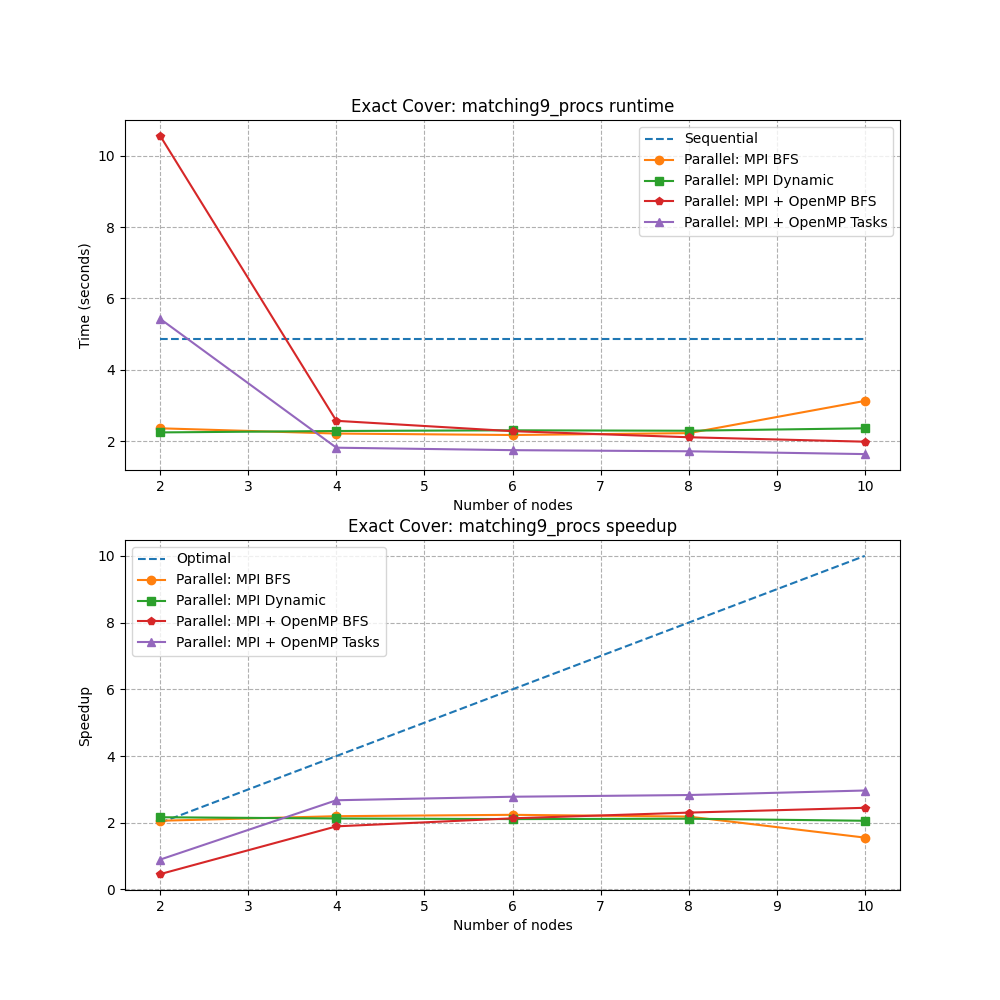 Exact Cover: matching9_procs runtime
Sequential
Parallel: MPI BFS
Parallel: MPI Dynamic
Parallel: MPI + OpenMP BFS
Parallel: MPI + OpenMP Tasks
10
8
6
4
2
Time (seconds)
2 3 4 5 6 7 8 9 10
Number of nodes
Exact Cover: matching9_procs speedup
Optimal
Parallel: MPI BFS
Parallel: MPI Dynamic
Parallel: MPI + OpenMP BFS
Parallel: MPI + OpenMP Tasks
10
8
6
4
2
0
Speedup
2 3 4 5 6 7 8 9 10
Number of nodes